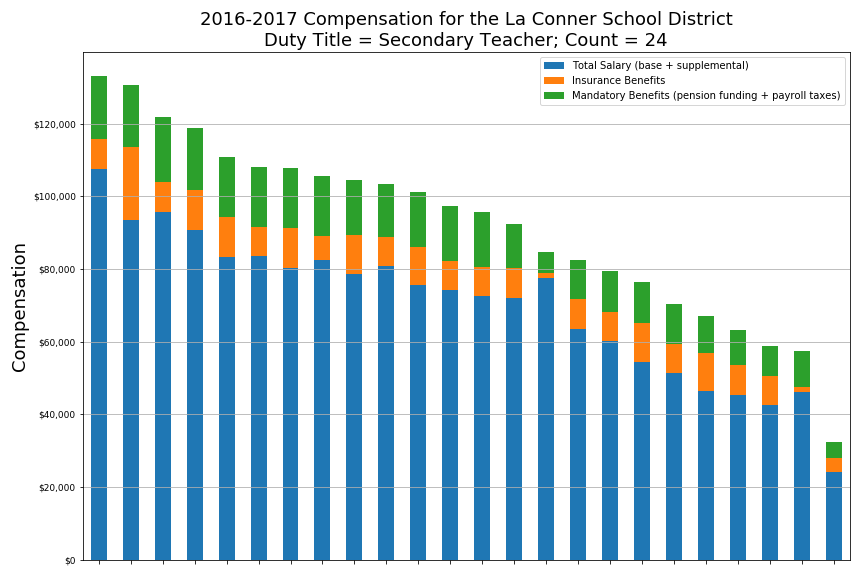 2016-2017 Compensation for the La Conner School District
Duty Title = Secondary Teacher; Count = 24
Total Salary (base + supplemental)
Insurance Benefits
Mandatory Benefits (pension funding + payroll taxes)
Compensation
$120,000
$100,000
$80,000
$60,000
$40,000
$20,000
$0